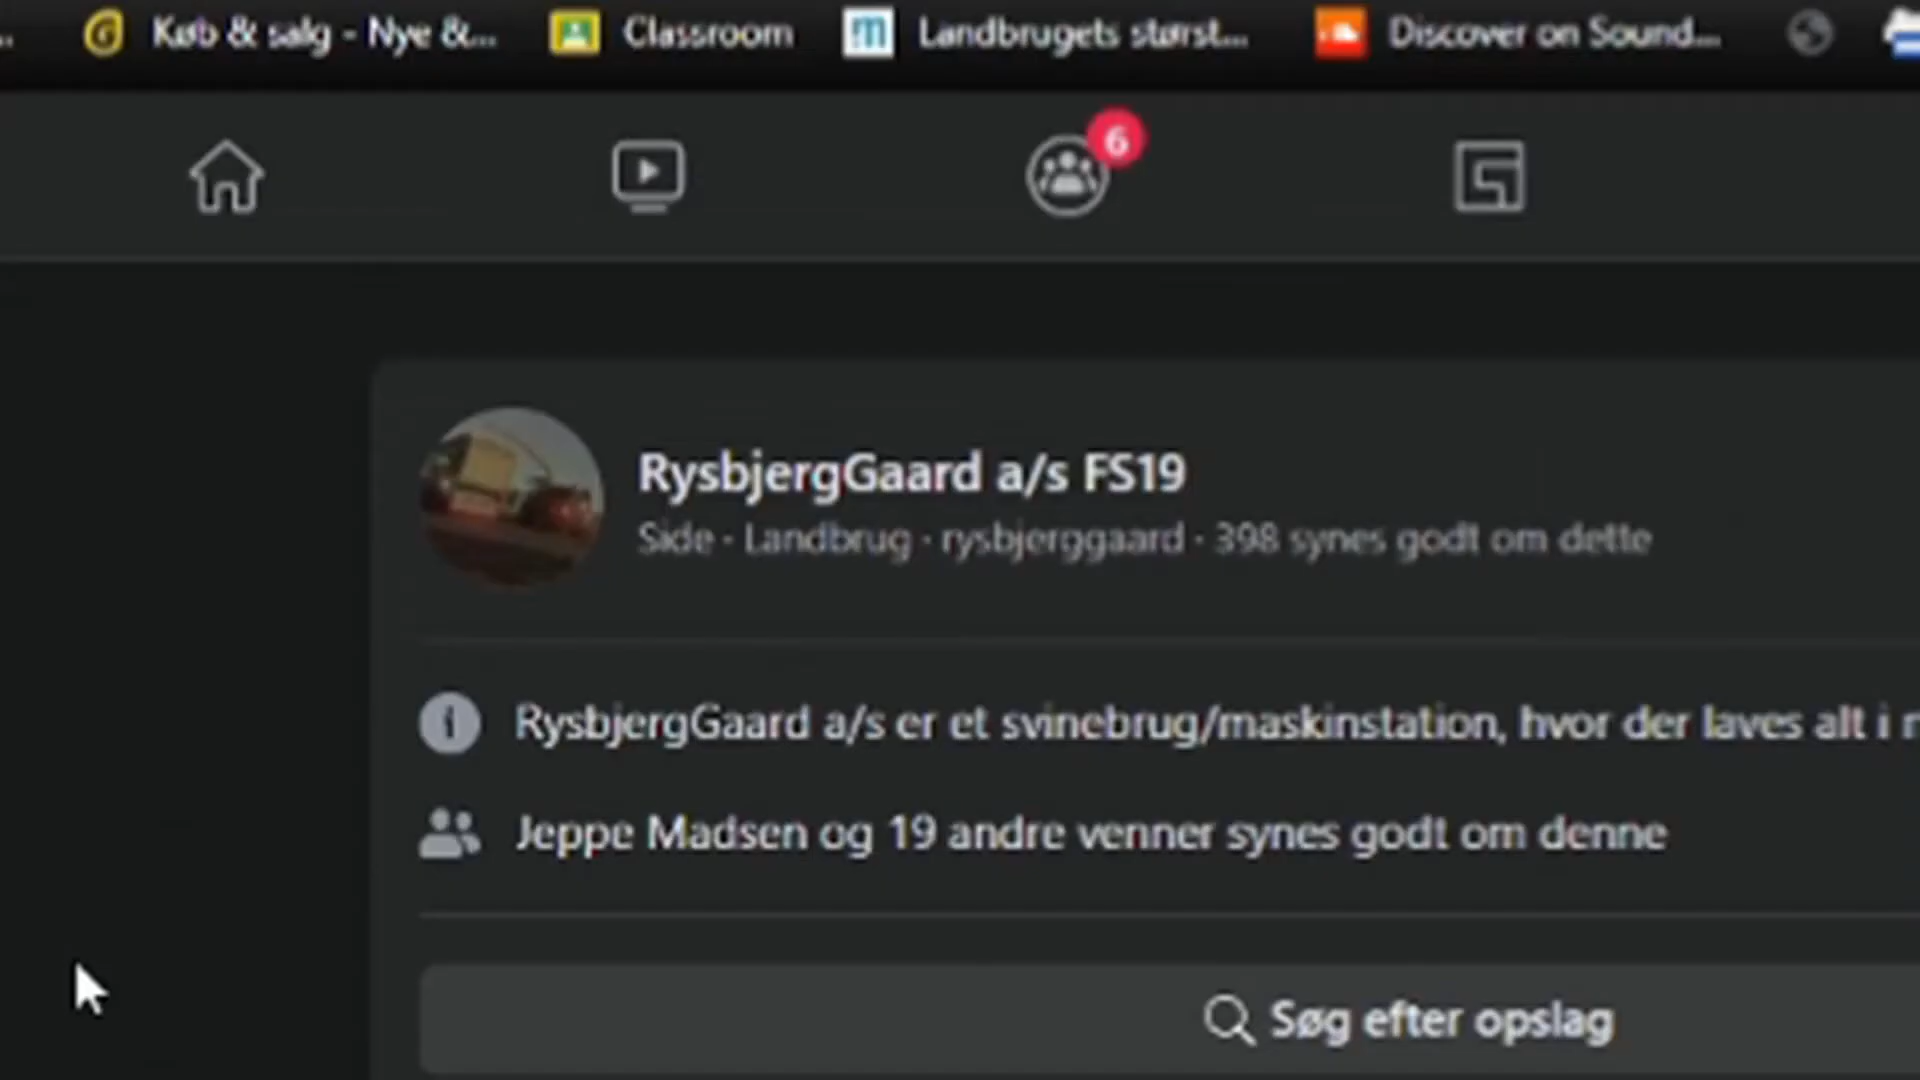 Køb & salg - Nye &...
Classroom
Landbrugets størst...
Discover on Sound...
6
RysbjergGaard a/s FS19
Side · Landbrug · rysbjerggaard · 398 synes godt om dette
RysbjergGaard a/s er et svinebrug/maskinstation, hvor der laves alt i
Jeppe Madsen og 19 andre venner synes godt om denne
Søg efter opslag